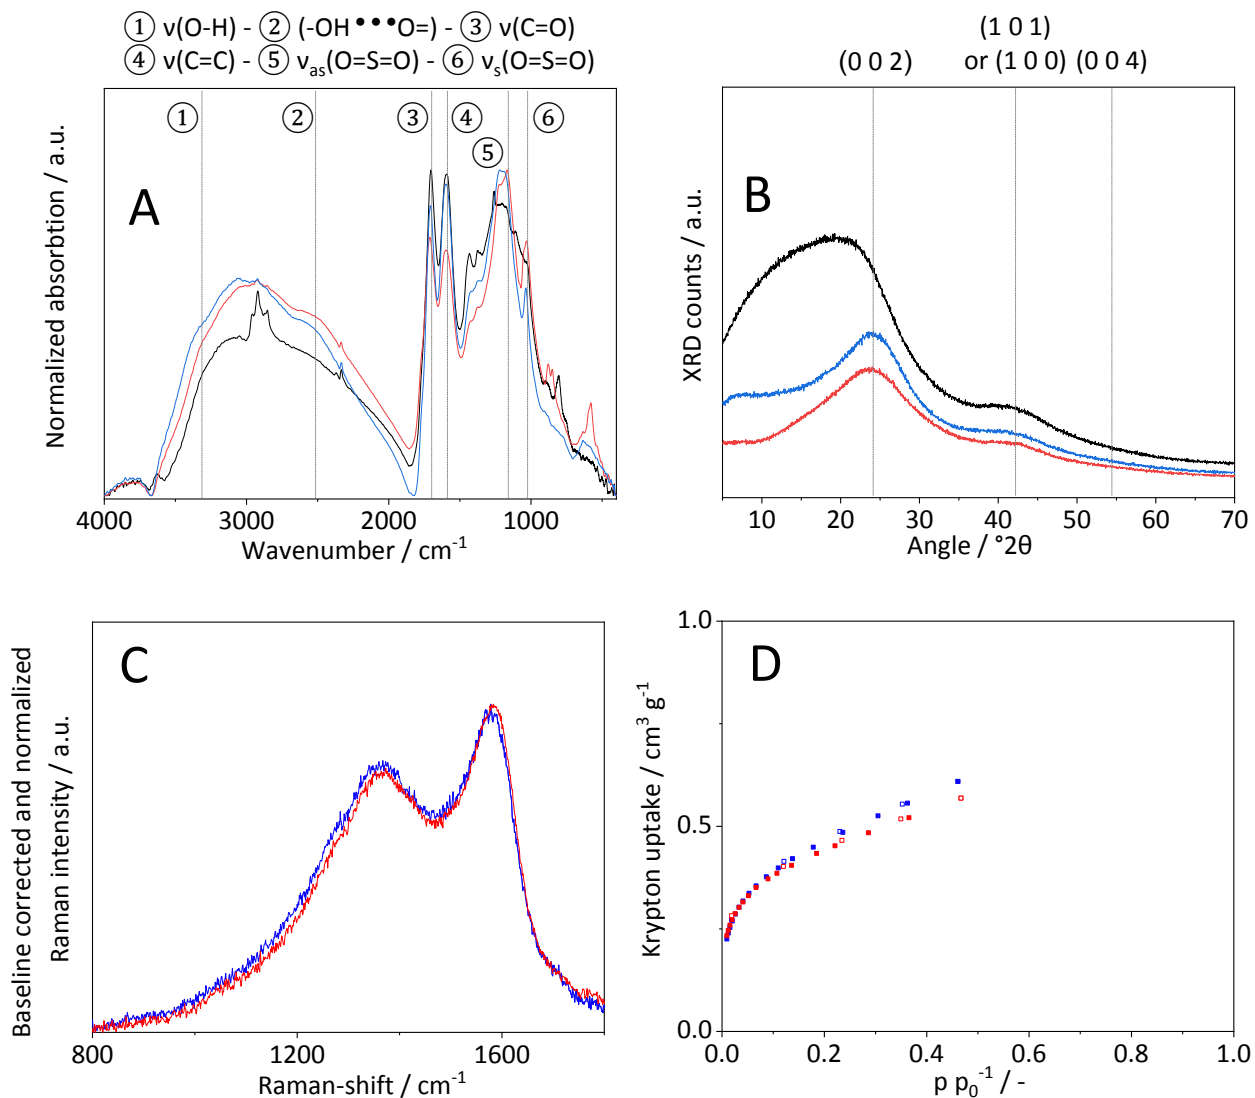 ① ν(O-H) - ② (-OH •••O=) - ③ ν(C=O)
④ ν(C=C) - ⑤ νas(O=S=O) - ⑥ νs(O=S=O)
① ② ③ ④ ⑥
⑤
A
Normalized absorbtion / a.u.
4000 3000 2000 1000
Wavenumber / cm-1
(1 0 1)
(0 0 2) or (1 0 0) (0 0 4)
B
XRD counts / a.u.
10 20 30 40 50 60 70
Angle / °2θ
C
Baseline corrected and normalized
Raman intensity / a.u.
800 1200 1600
Raman-shift / cm-1
D
Krypton uptake / cm3 g-1
1.0
0.5
0.0
0.0 0.2 0.4 0.6 0.8 1.0
p p0-1 / -